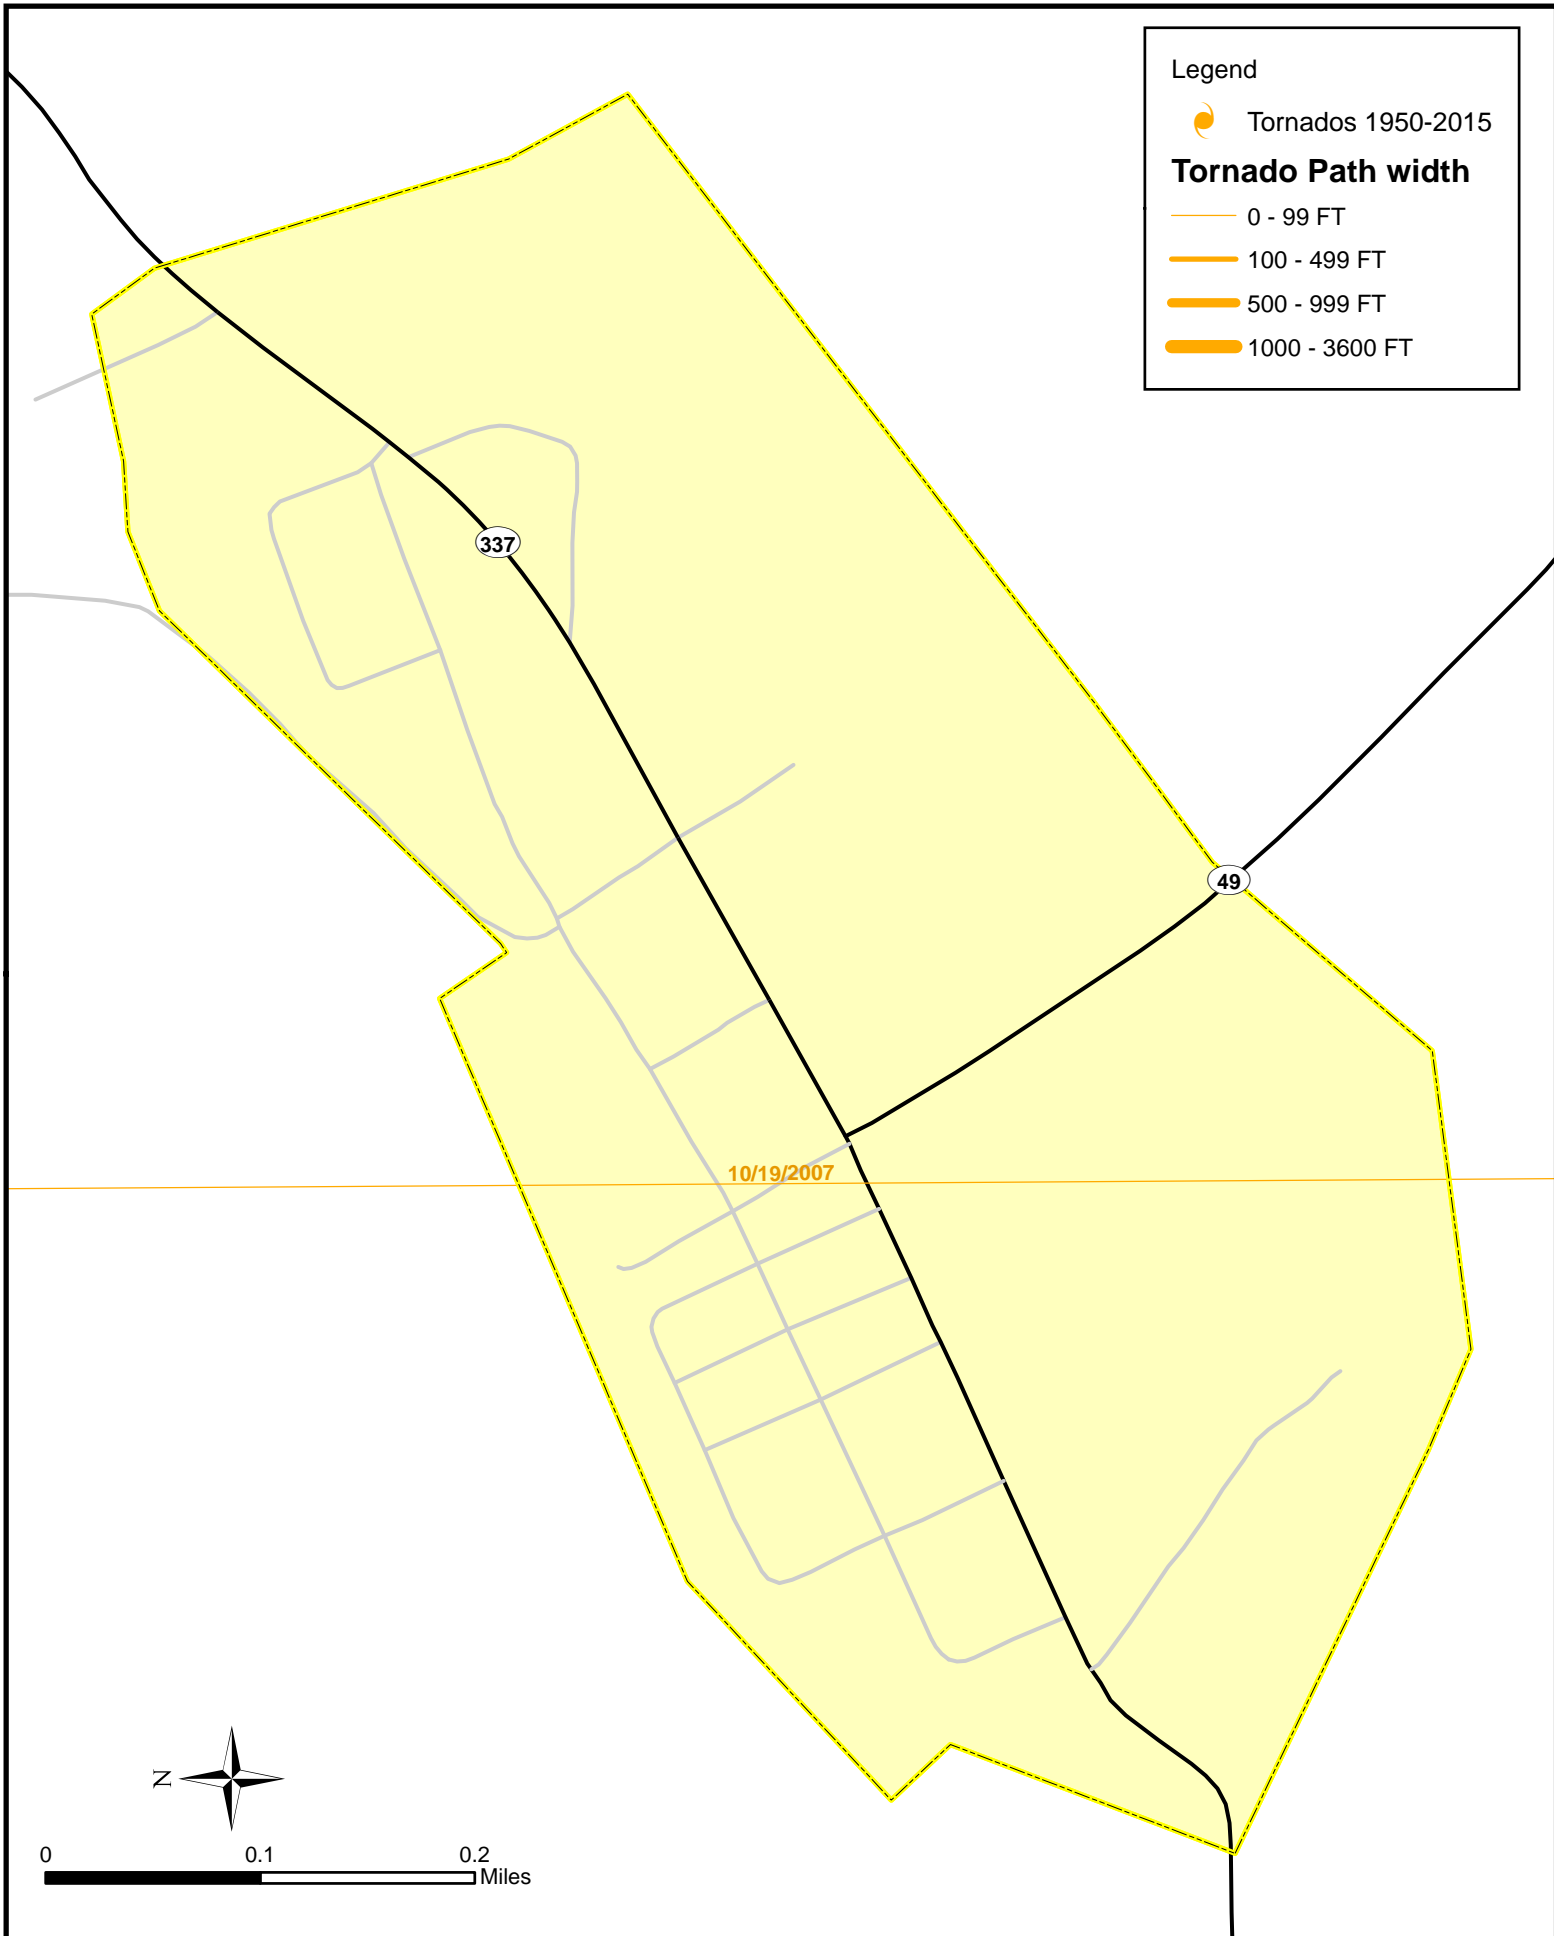 Legend
Tornados 1950-2015
Tornado Path width
0 - 99 FT
100 - 499 FT
500 - 999 FT
1000 - 3600 FT
337
49
10/19/2007
N
0 0.1 0.2
Miles